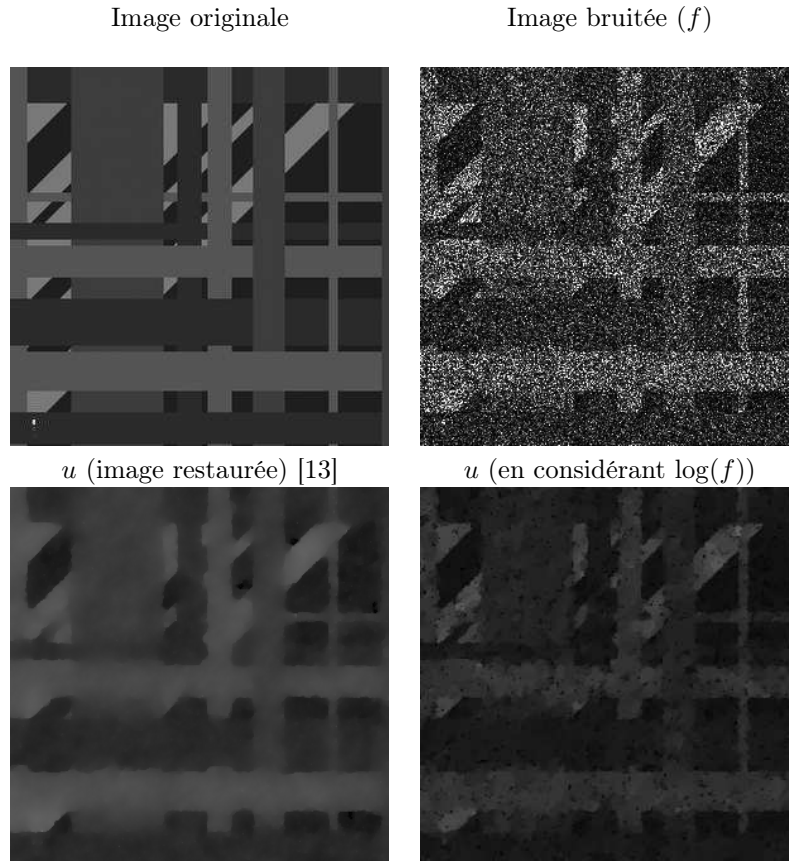 Image originale
Image bruitée (f)
u (image restaurée) [13]
u (en considérant log(f))